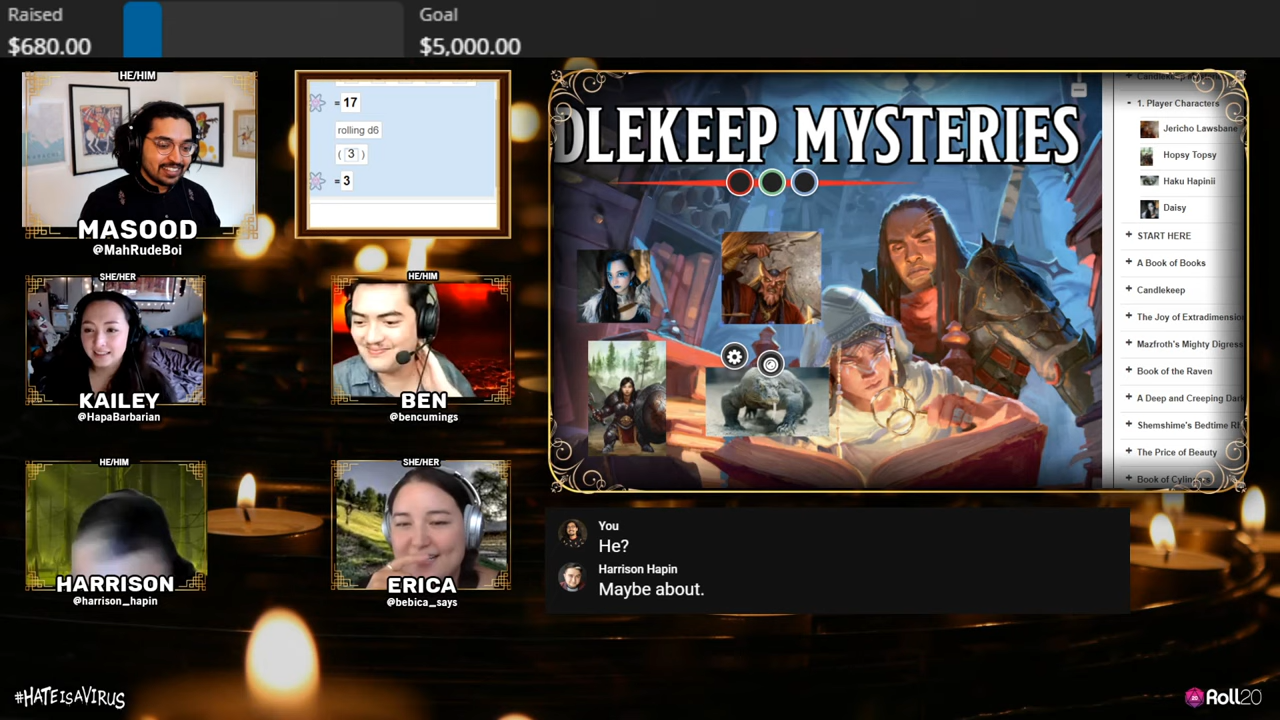 Raised
$680.00
Goal
$5,000.00
HE/HIM
MASOOD
@MahRudeBoi
= 17
rolling d6
( 3 )
= 3
SHE/HER
KAILEY
@HapaBarbarian
HE/HIM
BEN
@bencumings
HE/HIM
HARRISON
@harrison_hapin
SHE/HER
ERICA
@bebica_says
DLEKEEP MYSTERIES
1. Player Characters
Jericho Lawsbane
Hopsy Topsy
Haku Hapinii
Daisy
START HERE
A Book of Books
Candlekeep
The Joy of Extradimensio
Mazfroth's Mighty Digress
Book of the Raven
A Deep and Creeping Dar
Shemshime's Bedtime R
The Price of Beauty
Book of Cylin
You
He?
Harrison Hapin
Maybe about.
#HATEISAVIRUS
Roll20